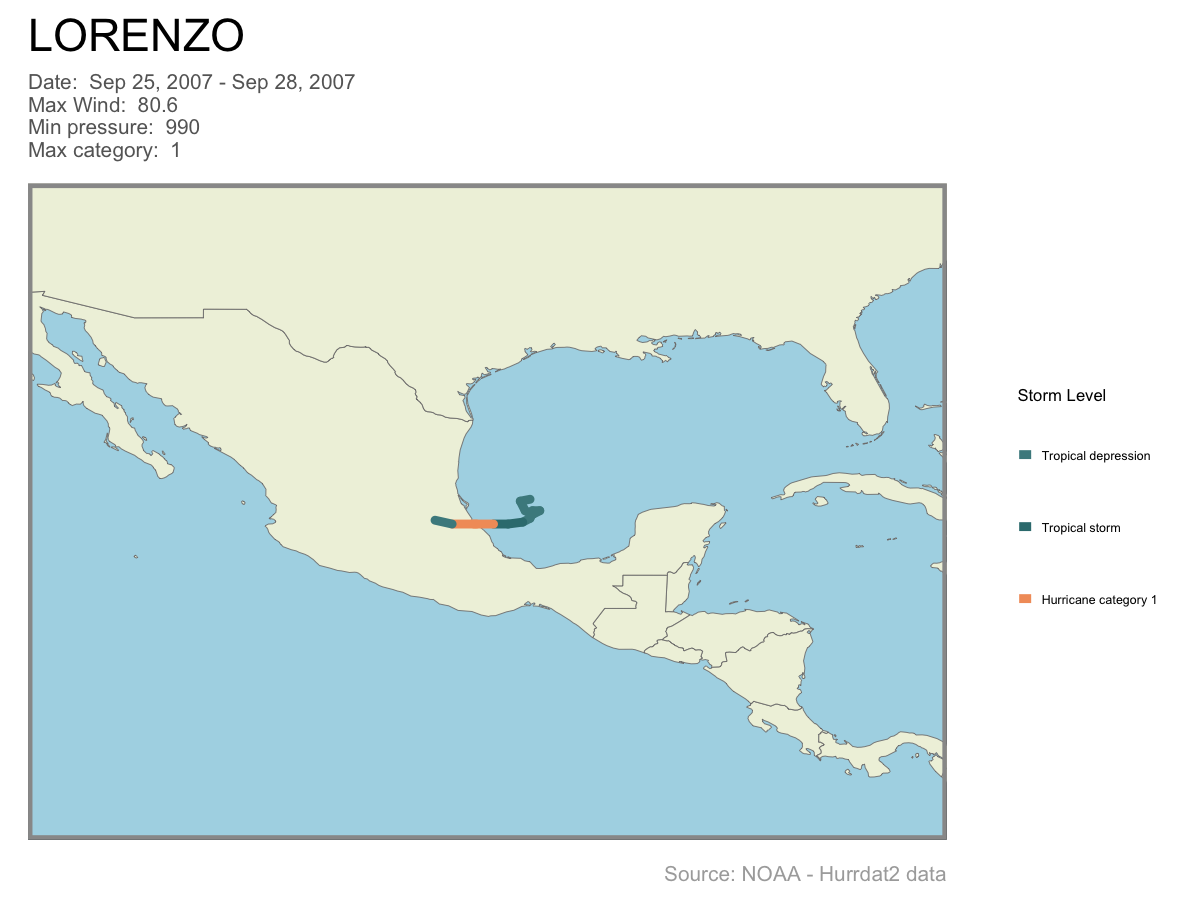 LORENZO
Date:  Sep 25, 2007 - Sep 28, 2007
Max Wind:  80.6
Min pressure:  990
Max category:  1
Storm Level
Tropical depression
Tropical storm
Hurricane category 1
Source: NOAA - Hurrdat2 data